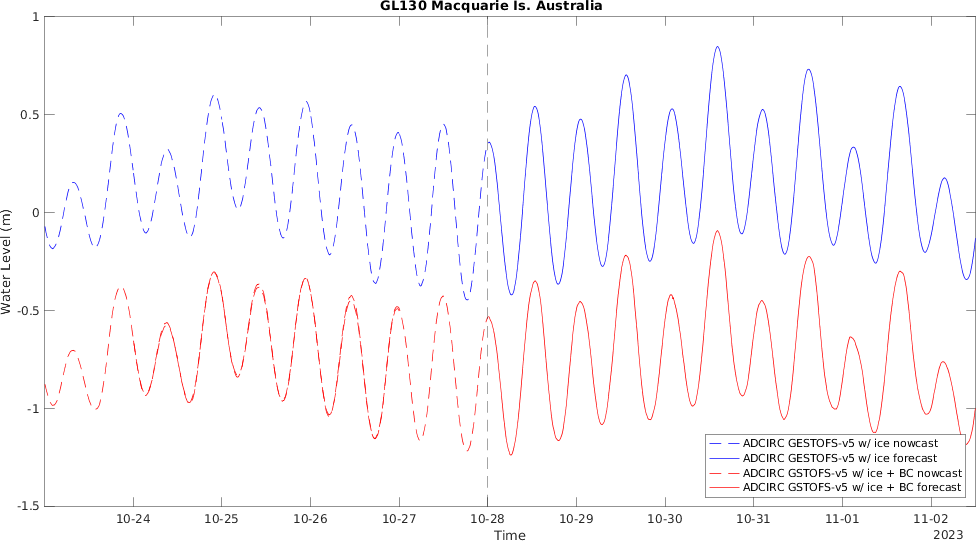 GL130 Macquarie Is. Australia
1
0.5
0
-0.5
-1
-1.5
Water Level (m)
10-24
10-25
10-26
10-27
10-28
10-29
10-30
10-31
11-01
11-02
Time
2023
ADCIRC GESTOFS-v5 w/ ice nowcast
ADCIRC GESTOFS-v5 w/ ice forecast
ADCIRC GSTOFS-v5 w/ ice + BC nowcast
ADCIRC GSTOFS-v5 w/ ice + BC forecast